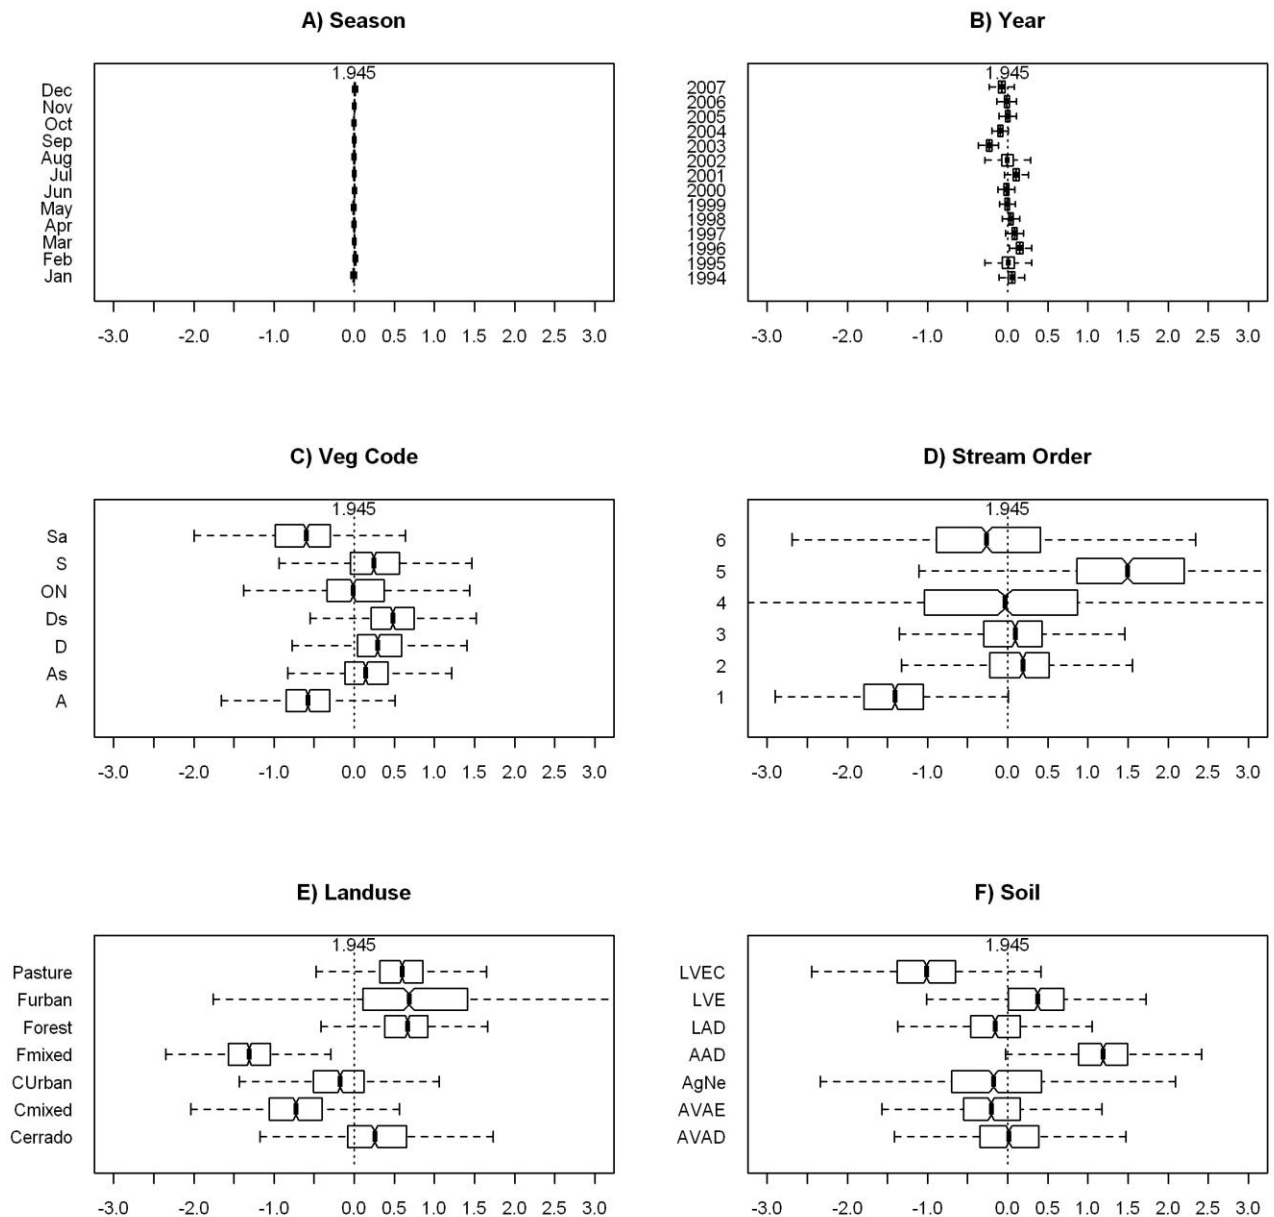 A) Season
1.945
Dec
Nov
Oct
Sep
Aug
Jul
Jun
May
Apr
Mar
Feb
Jan
-3.0 -2.0 -1.0 0.0 0.5 1.0 1.5 2.0 2.5 3.0
B) Year
1.945
2007
2006
2005
2004
2003
2002
2001
2000
1999
1998
1997
1996
1995
1994
-3.0 -2.0 -1.0 0.0 0.5 1.0 1.5 2.0 2.5 3.0
C) Veg Code
1.945
Sa
S
ON
Ds
D
As
A
-3.0 -2.0 -1.0 0.0 0.5 1.0 1.5 2.0 2.5 3.0
D) Stream Order
1.945
6
5
4
3
2
1
-3.0 -2.0 -1.0 0.0 0.5 1.0 1.5 2.0 2.5 3.0
E) Landuse
1.945
Pasture
Furban
Forest
Fmixed
CUrban
Cmixed
Cerrado
-3.0 -2.0 -1.0 0.0 0.5 1.0 1.5 2.0 2.5 3.0
F) Soil
1.945
LVEC
LVE
LAD
AAD
AgNe
AVAE
AVAD
-3.0 -2.0 -1.0 0.0 0.5 1.0 1.5 2.0 2.5 3.0